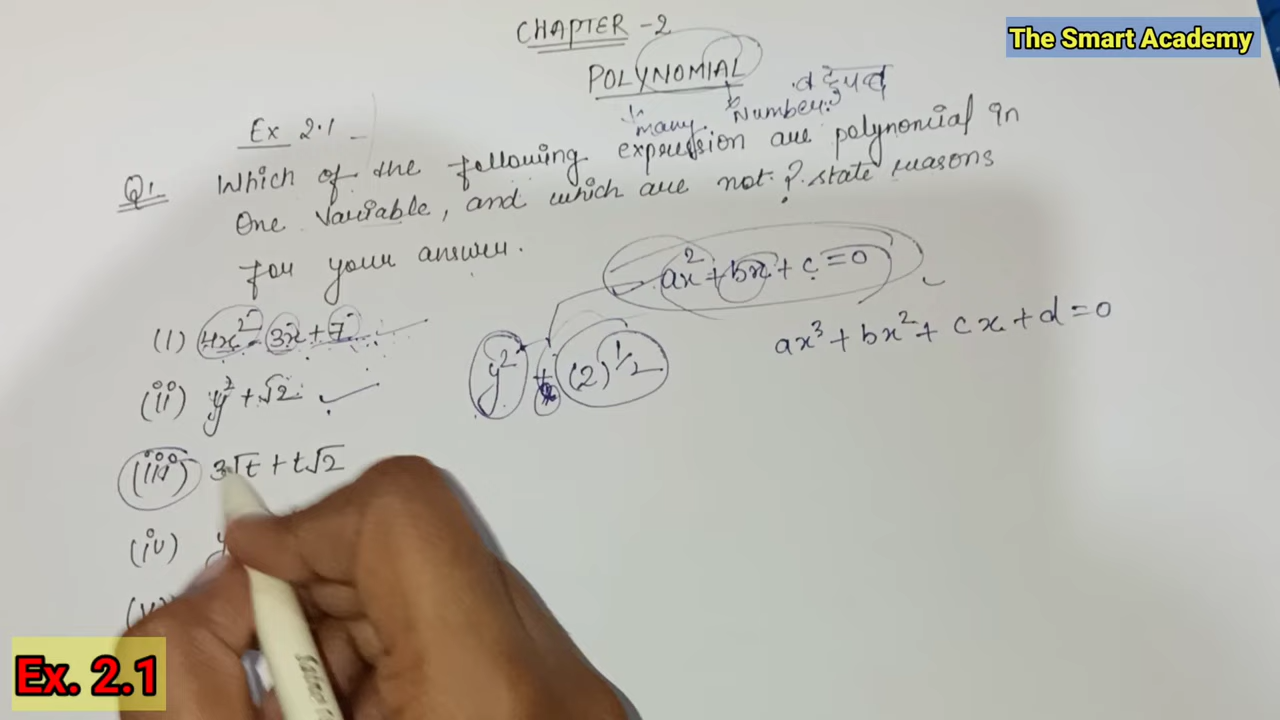 The Smart Academy
CHAPTER - 2
POLYNOMIAL
many Number
Ex 2.1 -
Q1 Which of the following expression are polynomial in
One variable, and which are not ? state reasons
for your answer.
ax² + bx + c = 0
(i) 4x² - 3x + 7
ax³ + bx² + cx + d = 0
(ii) y² + √2
y² + (2)^1/2
(iii) 3√t + t√2
(iv) y
(v)
Ex. 2.1